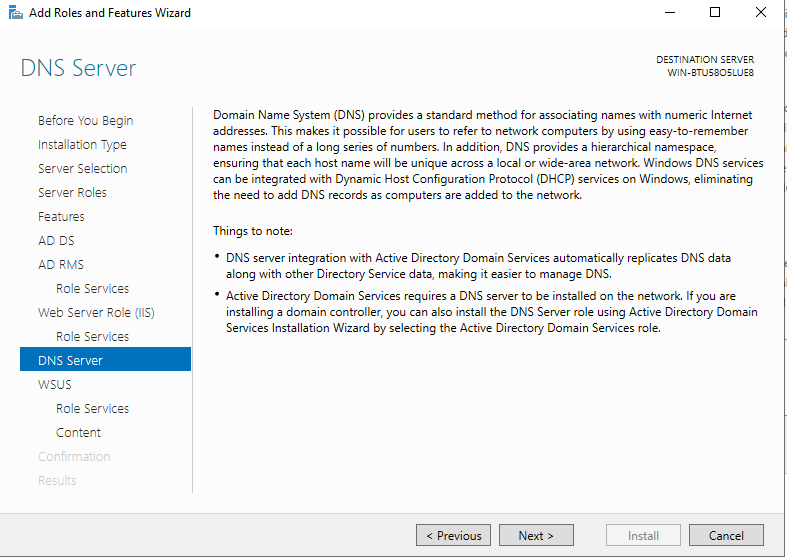 Add Roles and Features Wizard
DNS Server
DESTINATION SERVER
WIN-BTU58O5LUE8
Before You Begin
Installation Type
Server Selection
Server Roles
Features
AD DS
AD RMS
Role Services
Web Server Role (IIS)
Role Services
DNS Server
WSUS
Role Services
Content
Confirmation
Results
Domain Name System (DNS) provides a standard method for associating names with numeric Internet
addresses. This makes it possible for users to refer to network computers by using easy-to-remember
names instead of a long series of numbers. In addition, DNS provides a hierarchical namespace,
ensuring that each host name will be unique across a local or wide-area network. Windows DNS services
can be integrated with Dynamic Host Configuration Protocol (DHCP) services on Windows, eliminating
the need to add DNS records as computers are added to the network.
Things to note:
• DNS server integration with Active Directory Domain Services automatically replicates DNS data
along with other Directory Service data, making it easier to manage DNS.
• Active Directory Domain Services requires a DNS server to be installed on the network. If you are
installing a domain controller, you can also install the DNS Server role using Active Directory Domain
Services Installation Wizard by selecting the Active Directory Domain Services role.
< Previous
Next >
Install
Cancel